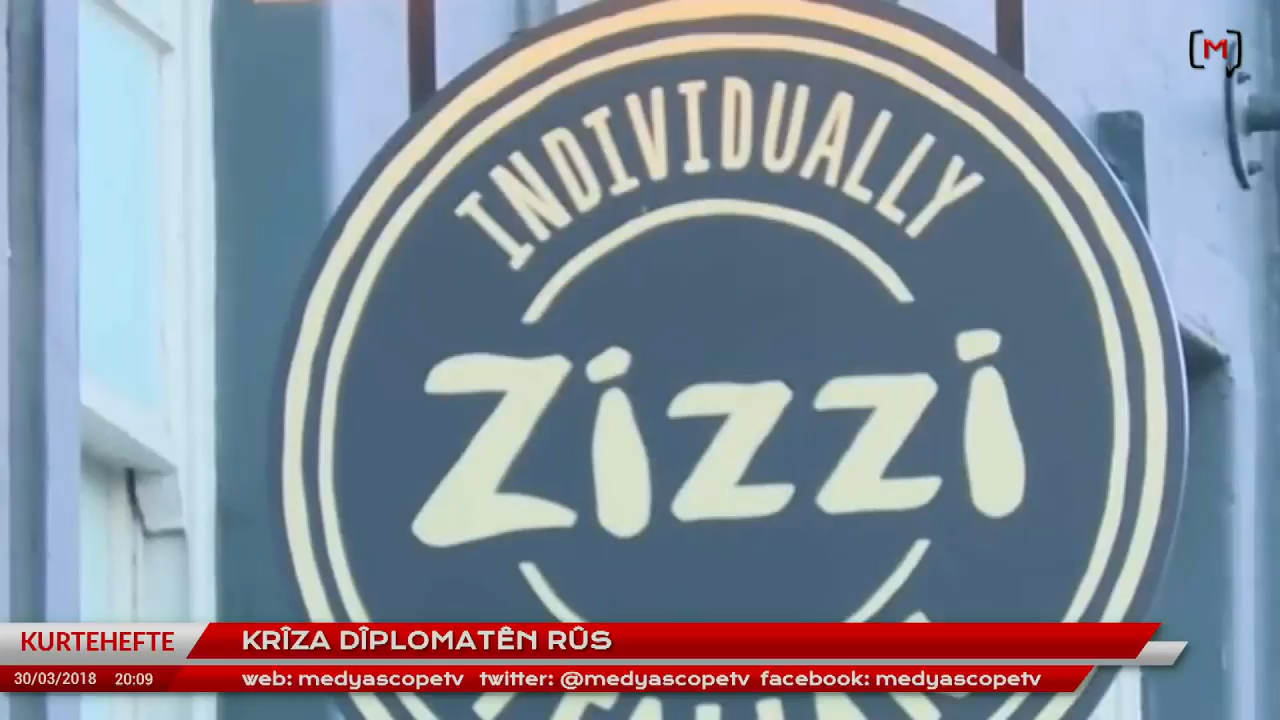 [M]
INDIVIDUALLY
Zizzi
KURTEHEFTE
KRÎZA DÎPLOMATÊN RÛS
30/03/2018 20:09
web: medyascopetv twitter: @medyascopetv facebook: medyascopetv